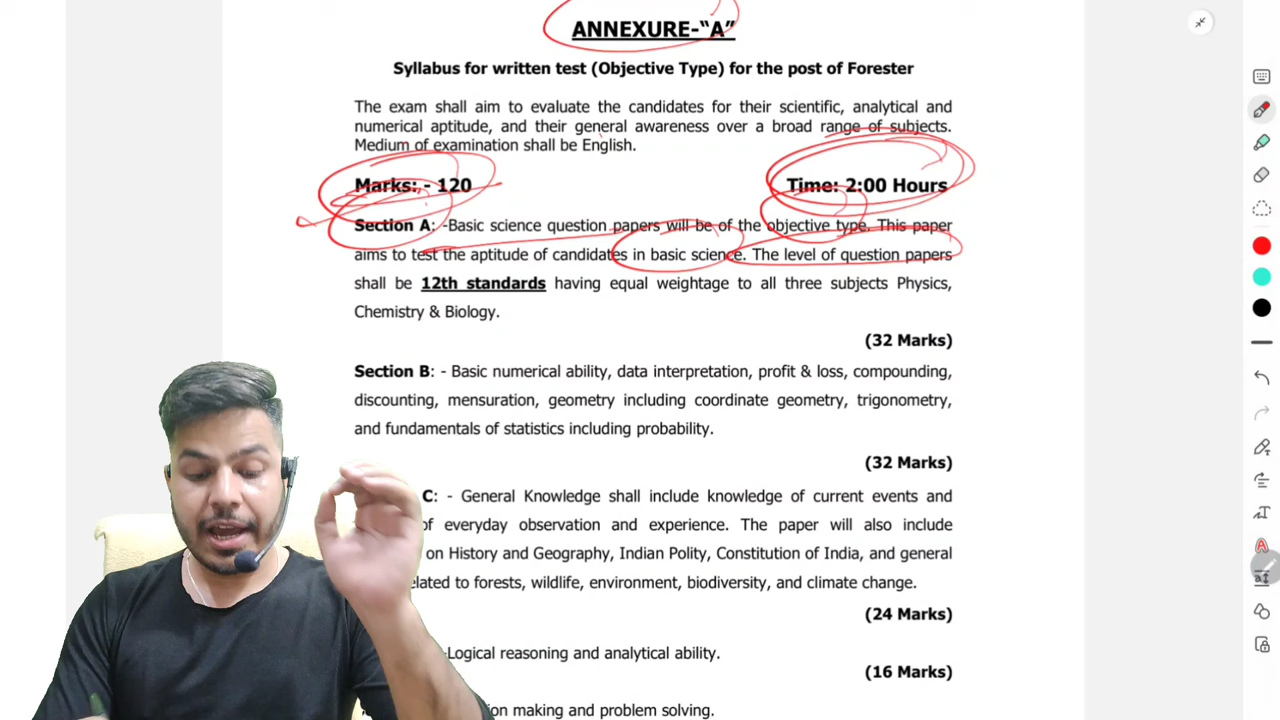 ANNEXURE-“A”
Syllabus for written test (Objective Type) for the post of Forester
The exam shall aim to evaluate the candidates for their scientific, analytical and
numerical aptitude, and their general awareness over a broad range of subjects.
Medium of examination shall be English.
Marks: - 120 Time: 2:00 Hours
Section A: -Basic science question papers will be of the objective type. This paper
aims to test the aptitude of candidates in basic science. The level of question papers
shall be 12th standards having equal weightage to all three subjects Physics,
Chemistry & Biology.
(32 Marks)
Section B: - Basic numerical ability, data interpretation, profit & loss, compounding,
discounting, mensuration, geometry including coordinate geometry, trigonometry,
and fundamentals of statistics including probability.
(32 Marks)
C: - General Knowledge shall include knowledge of current events and
of everyday observation and experience. The paper will also include
on History and Geography, Indian Polity, Constitution of India, and general
related to forests, wildlife, environment, biodiversity, and climate change.
(24 Marks)
-Logical reasoning and analytical ability.
(16 Marks)
making and problem solving.